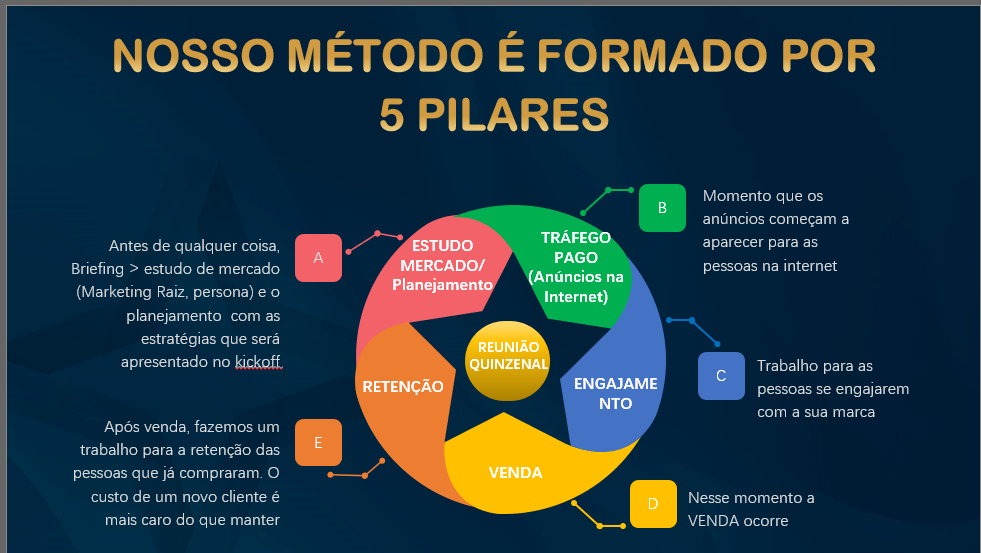 NOSSO MÉTODO É FORMADO POR
5 PILARES
Antes de qualquer coisa,
Briefing > estudo de mercado
(Marketing Raiz, persona) e o
planejamento com as
estratégias que será
apresentado no kickoff.
A
ESTUDO
MERCADO/
Planejamento
TRÁFEGO
PAGO
(Anúncios na
Internet)
B
Momento que os
anúncios começam a
aparecer para as
pessoas na internet
REUNIÃO
QUINZENAL
ENGAJAME
NTO
C
Trabalho para as
pessoas se engajarem
com a sua marca
VENDA
D
Nesse momento a
VENDA ocorre
RETENÇÃO
E
Após venda, fazemos um
trabalho para a retenção das
pessoas que já compraram. O
custo de um novo cliente é
mais caro do que manter